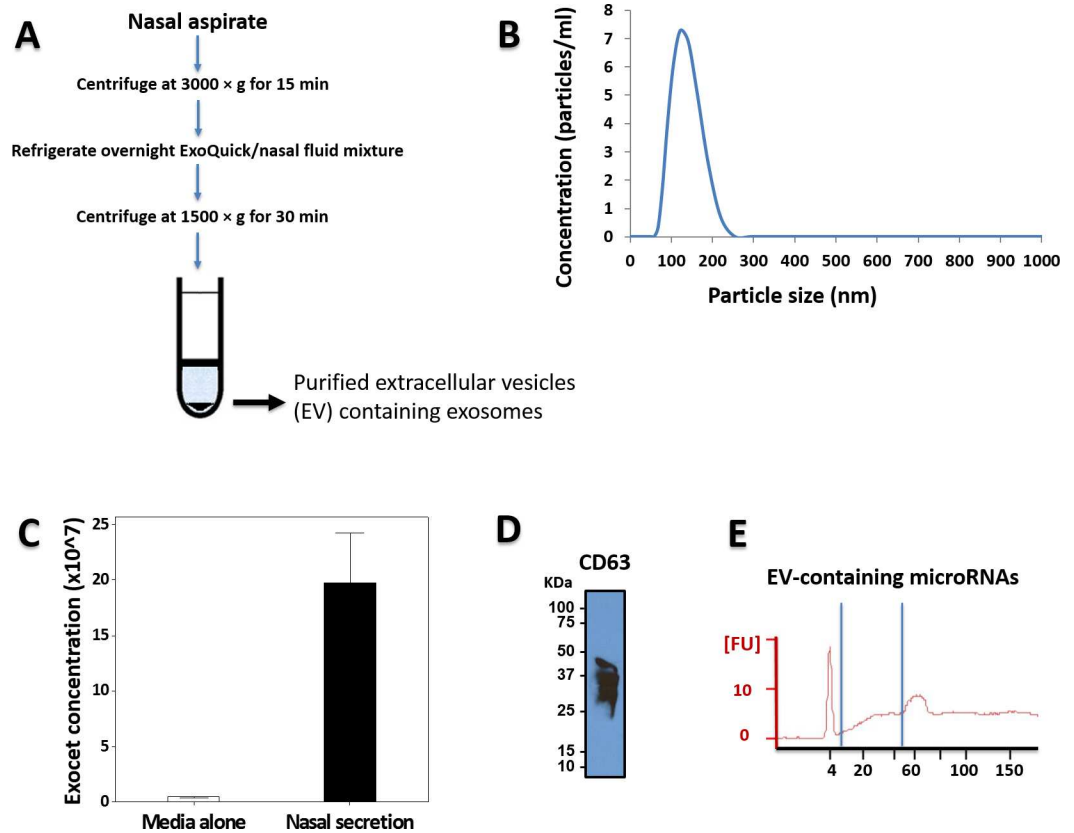 A
Nasal aspirate
Centrifuge at 3000 × g for 15 min
Refrigerate overnight ExoQuick/nasal fluid mixture
Centrifuge at 1500 × g for 30 min
Purified extracellular vesicles
(EV) containing exosomes
B
Concentration (particles/ml)
8
7
6
5
4
3
2
1
0
0 100 200 300 400 500 600 700 800 900 1000
Particle size (nm)
C
Exocet concentration (x10^7)
25
20
15
10
5
0
Media alone Nasal secretion
D
CD63
KDa
100
75
50
37
25
15
10
E
EV-containing microRNAs
[FU]
10
0
4 20 60 100 150